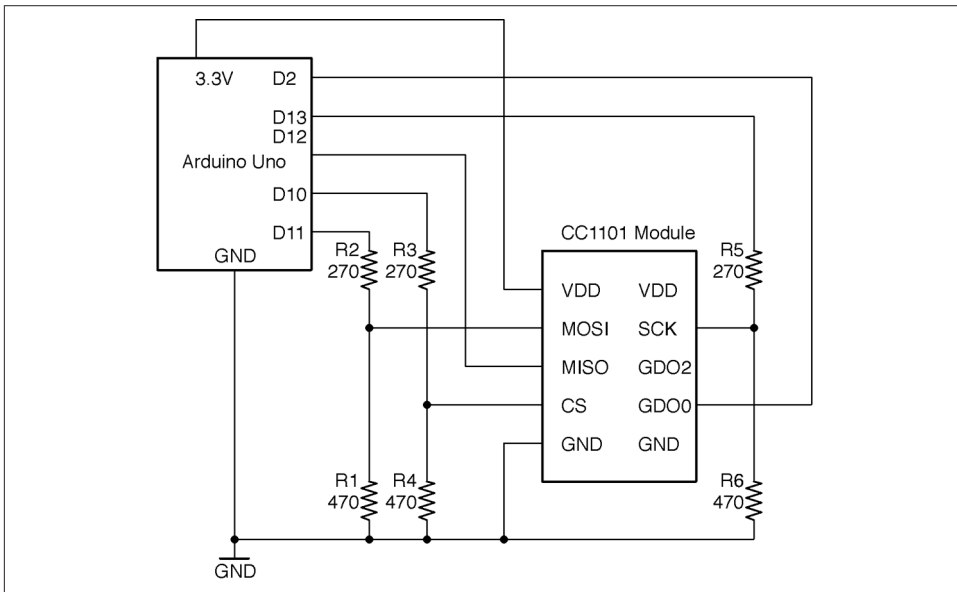 3.3V D2
D13
D12
Arduino Uno
D10
D11
GND
R2
270
R3
270
CC1101 Module
R5
270
VDD VDD
MOSI SCK
MISO GDO2
CS GDO0
GND GND
R1
470
R4
470
R6
470
GND